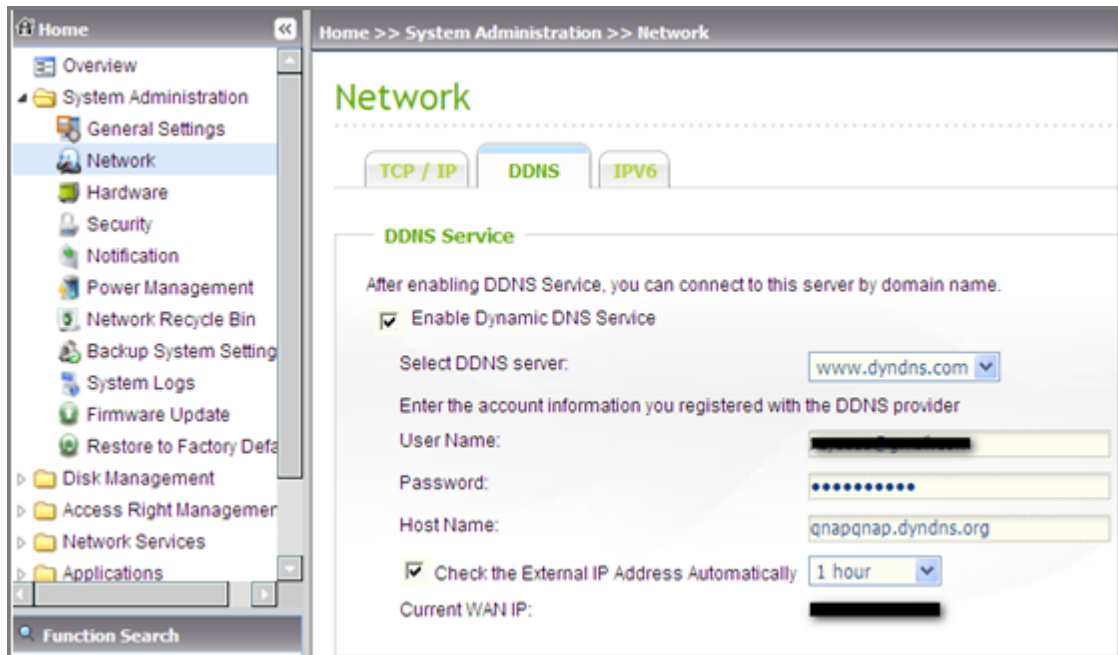 Home
Overview
System Administration
General Settings
Network
Hardware
Security
Notification
Power Management
Network Recycle Bin
Backup System Setting
System Logs
Firmware Update
Restore to Factory Defa
Disk Management
Access Right Managemen
Network Services
Applications
Function Search
Home >> System Administration >> Network
Network
TCP / IP DDNS IPV6
DDNS Service
After enabling DDNS Service, you can connect to this server by domain name.
Enable Dynamic DNS Service
Select DDNS server: www.dyndns.com
Enter the account information you registered with the DDNS provider
User Name:
Password: ••••••••••
Host Name: qnapqnap.dyndns.org
Check the External IP Address Automatically 1 hour
Current WAN IP: